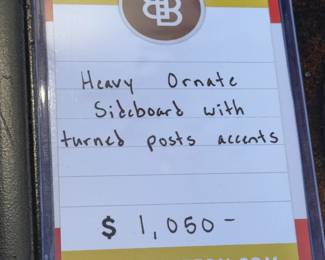 Heavy Ornate
Sideboard with
turned posts accents
$ 1,050-